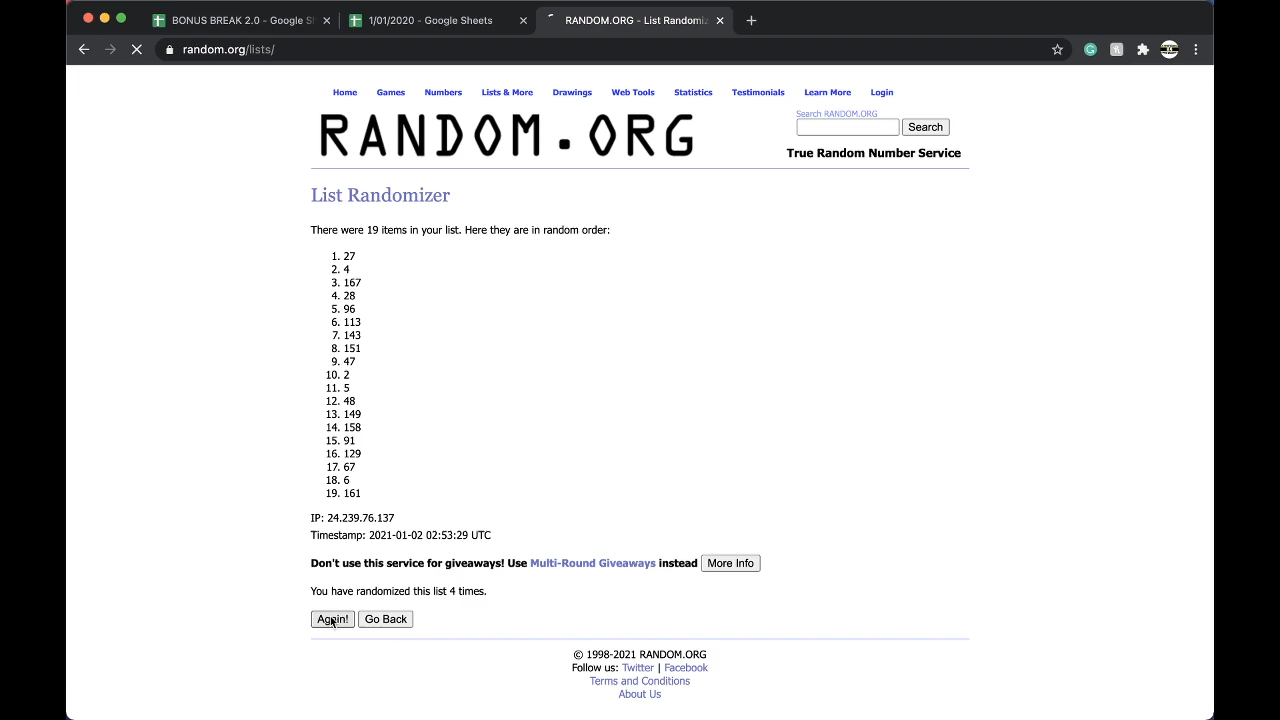 BONUS BREAK 2.0 - Google Sh
1/01/2020 - Google Sheets
RANDOM.ORG - List Randomiz
random.org/lists/
Home Games Numbers Lists & More Drawings Web Tools Statistics Testimonials Learn More Login
RANDOM.ORG
Search RANDOM.ORG
Search
True Random Number Service
List Randomizer
There were 19 items in your list. Here they are in random order:
1. 27
2. 4
3. 167
4. 28
5. 96
6. 113
7. 143
8. 151
9. 47
10. 2
11. 5
12. 48
13. 149
14. 158
15. 91
16. 129
17. 67
18. 6
19. 161
IP: 24.239.76.137
Timestamp: 2021-01-02 02:53:29 UTC
Don't use this service for giveaways! Use Multi-Round Giveaways instead More Info
You have randomized this list 4 times.
Again! Go Back
© 1998-2021 RANDOM.ORG
Follow us: Twitter | Facebook
Terms and Conditions
About Us